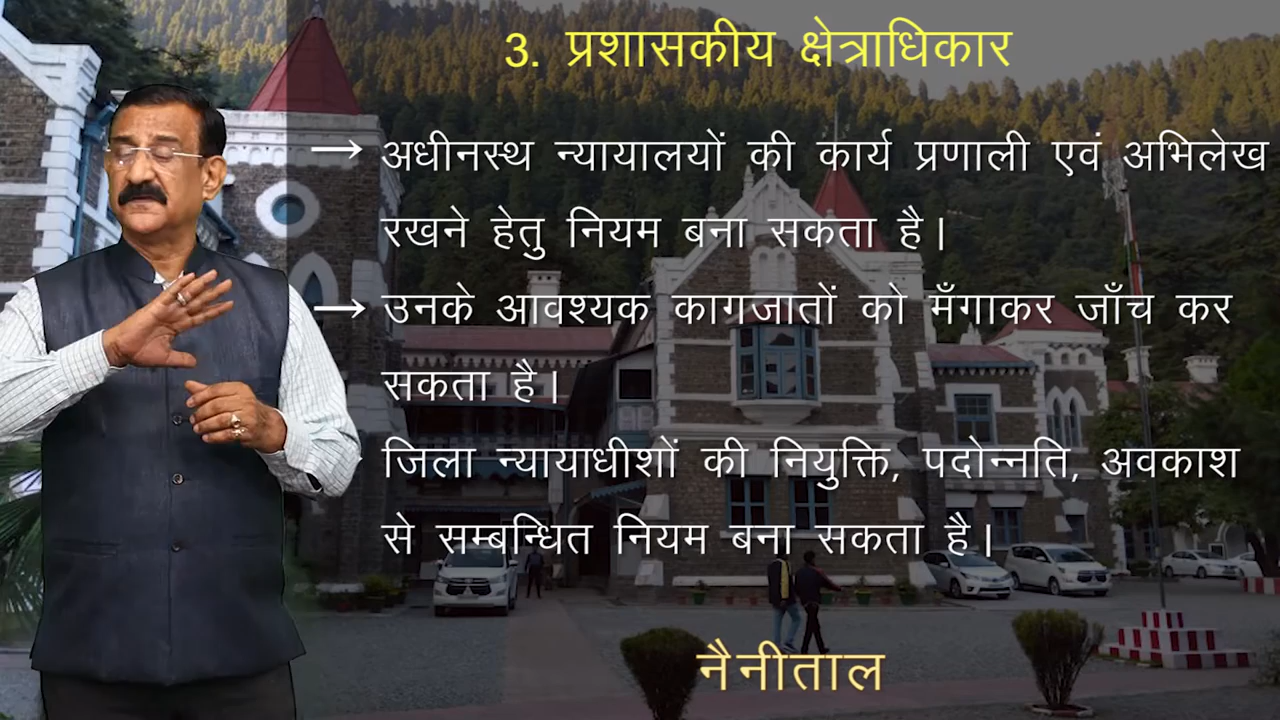 3. प्रशासकीय क्षेत्राधिकार
→ अधीनस्थ न्यायालयों की कार्य प्रणाली एवं अभिलेख
रखने हेतु नियम बना सकता है।
→ उनके आवश्यक कागजातों को मँगाकर जाँच कर
सकता है।
जिला न्यायाधीशों की नियुक्ति, पदोन्नति, अवकाश
से सम्बन्धित नियम बना सकता है।
नैनीताल